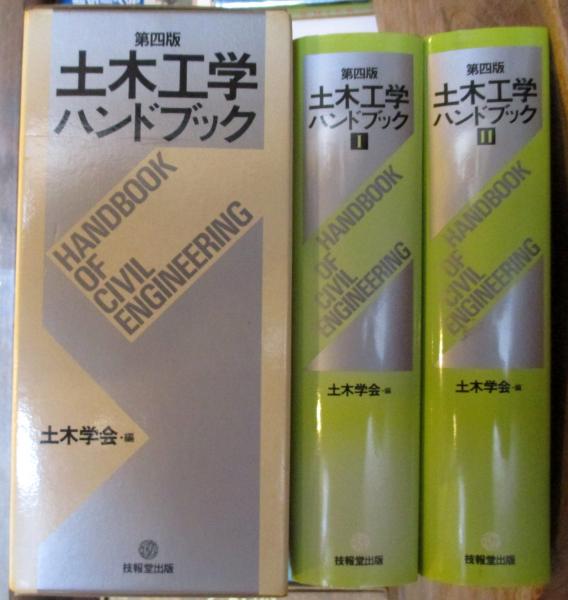 第四版
土木工学
ハンドブック
HANDBOOK
OF
CIVIL
ENGINEERING
土木学会・編
技報堂出版
第四版
土木工学
ハンドブック
I
HANDBOOK
OF
CIVIL
ENGINEERING
土木学会・編
技報堂出版
第四版
土木工学
ハンドブック
II
HANDBOOK
OF
CIVIL
ENGINEERING
土木学会・編
技報堂出版